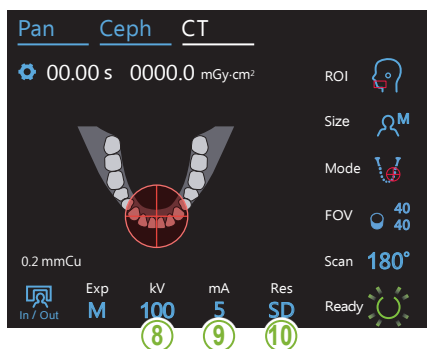 Pan Ceph CT
00.00 s 0000.0 mGy·cm²
ROI
Size M
Mode
FOV 40 40
0.2 mmCu
Scan 180°
In / Out
Exp kV mA Res
M 100 5 SD
Ready
8 9 10